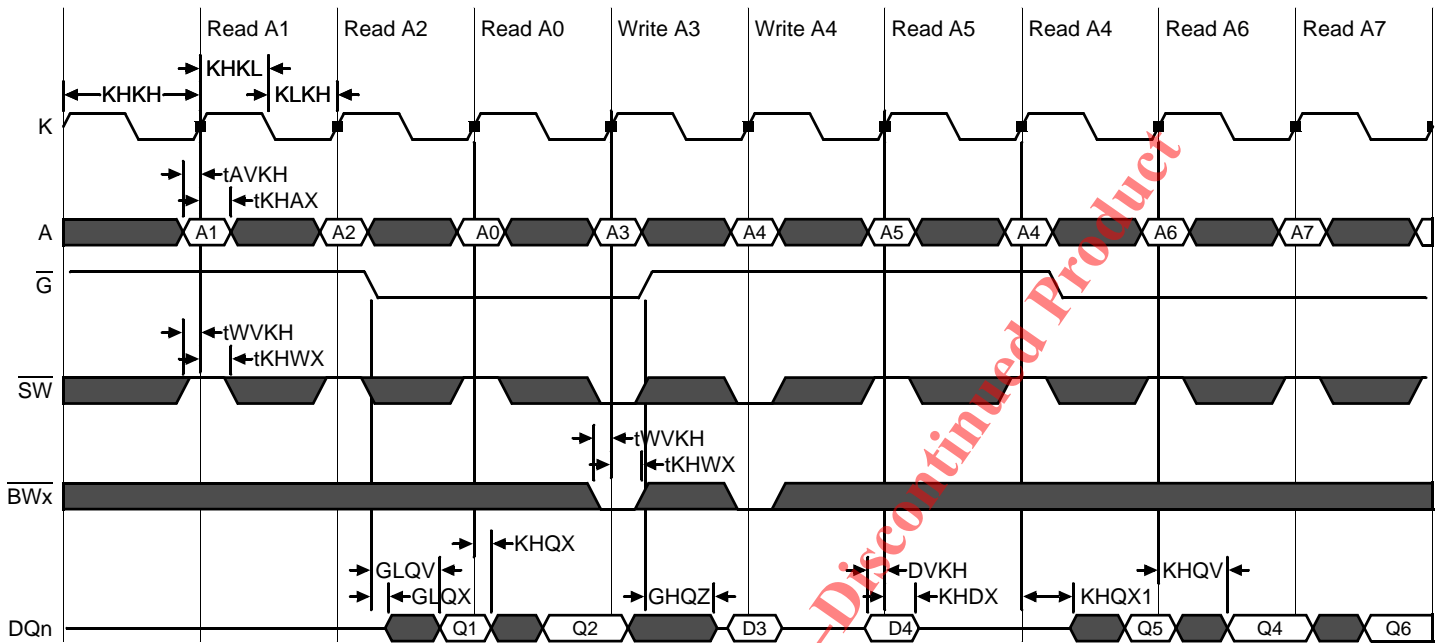 Read A1 Read A2 Read A0 Write A3 Write A4 Read A5 Read A4 Read A6 Read A7
KHKL
KHKH KLKH
K
tAVKH
tKHAX
A A1 A2 A0 A3 A4 A5 A4 A6 A7
G
tWVKH
tKHWX
SW
tWVKH
tKHWX
BWx
KHQX
GLQV DVKH KHQV
GLQX GHQZ KHDX KHQX1
DQn Q1 Q2 D3 D4 Q5 Q4 Q6
–Discontinued Product